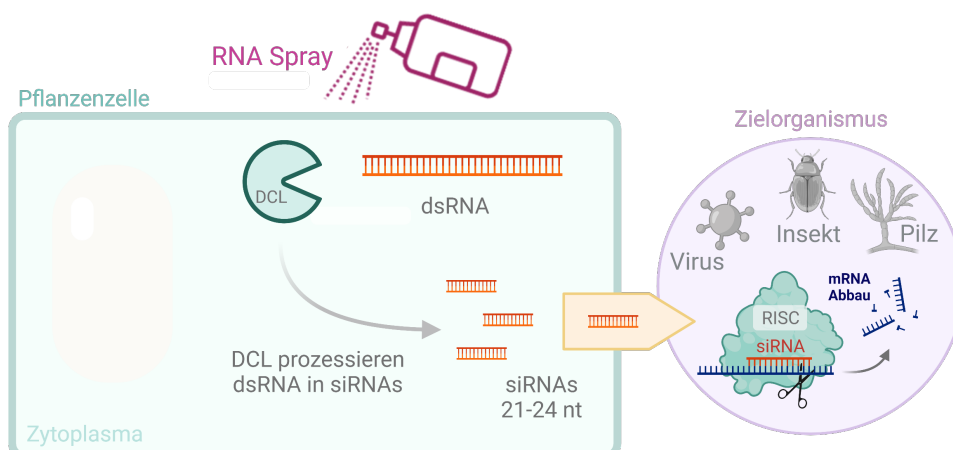 RNA Spray
Pflanzenzelle
Zielorganismus
DCL
dsRNA
Virus
Insekt
Pilz
mRNA
Abbau
RISC
siRNA
DCL prozessieren
dsRNA in siRNAs
siRNAs
21-24 nt
Zytoplasma